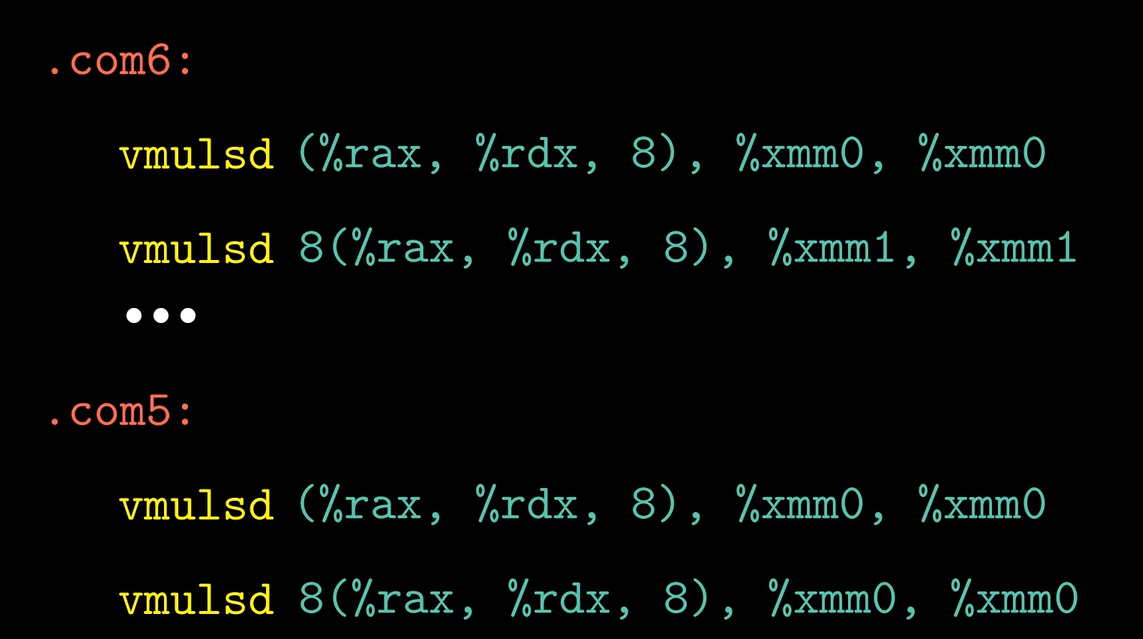 .com6:
vmulsd (%rax, %rdx, 8), %xmm0, %xmm0
vmulsd 8(%rax, %rdx, 8), %xmm1, %xmm1
•••
.com5:
vmulsd (%rax, %rdx, 8), %xmm0, %xmm0
vmulsd 8(%rax, %rdx, 8), %xmm0, %xmm0